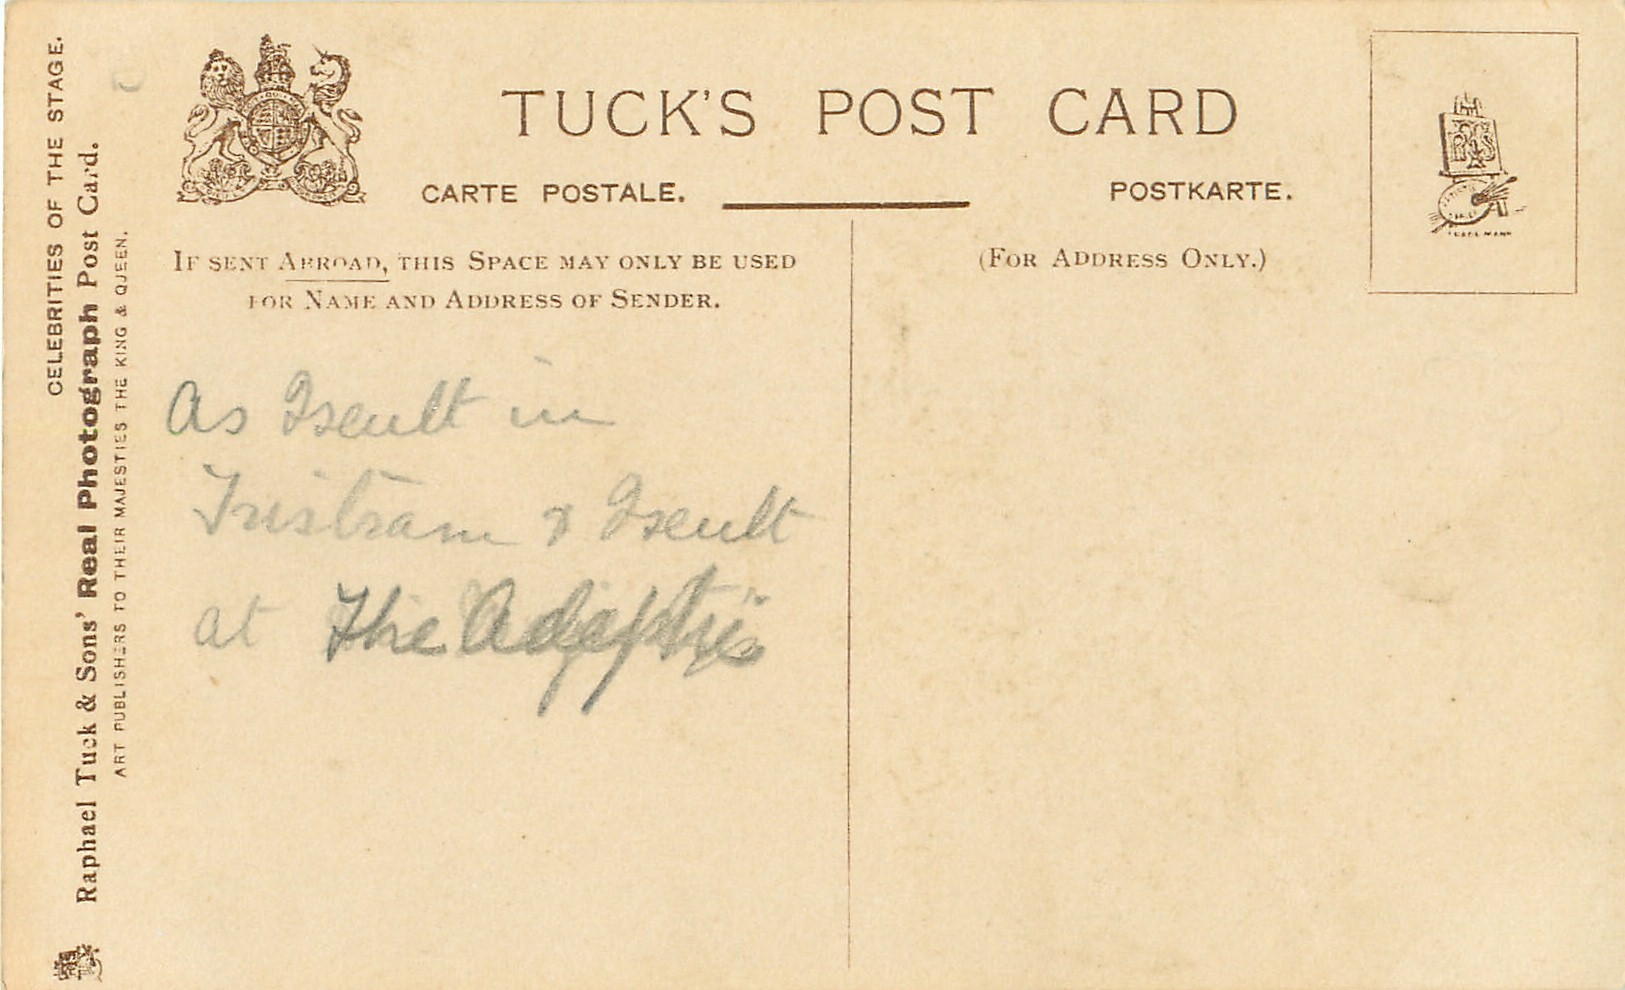 CELEBRITIES OF THE STAGE.
Raphael Tuck & Sons' Real Photograph Post Card.
ART PUBLISHERS TO THEIR MAJESTIES THE KING & QUEEN.
TUCK'S POST CARD
CARTE POSTALE.
POSTKARTE.
IF SENT ABROAD, THIS SPACE MAY ONLY BE USED
FOR NAME AND ADDRESS OF SENDER.
(FOR ADDRESS ONLY.)
As Iseult in
Tristram & Iseult
at The Adelphi